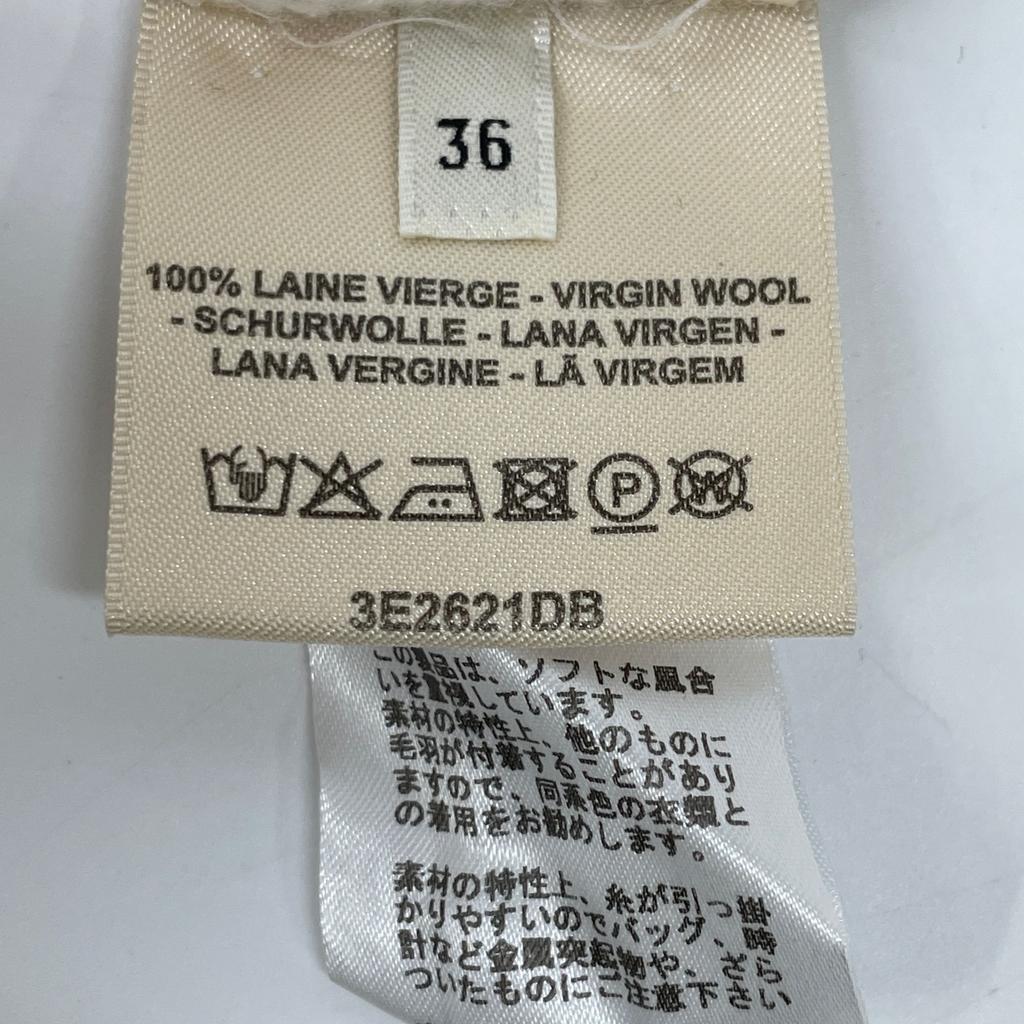 36
100% LAINE VIERGE - VIRGIN WOOL
- SCHURWOLLE - LANA VIRGEN -
LANA VERGINE - LÃ VIRGEM
P
W
3E2621DB
この製品は、ソフトな風合
いを重視しています。
素材の特性上、他のものに
毛羽が付着することがあり
ますので、同系色の衣類と
の着用をお勧めします。
素材の特性上、糸が引っ掛
かりやすいのでバッグ、時
計など金属突起物や、ざら
ついたものにご注意下さい